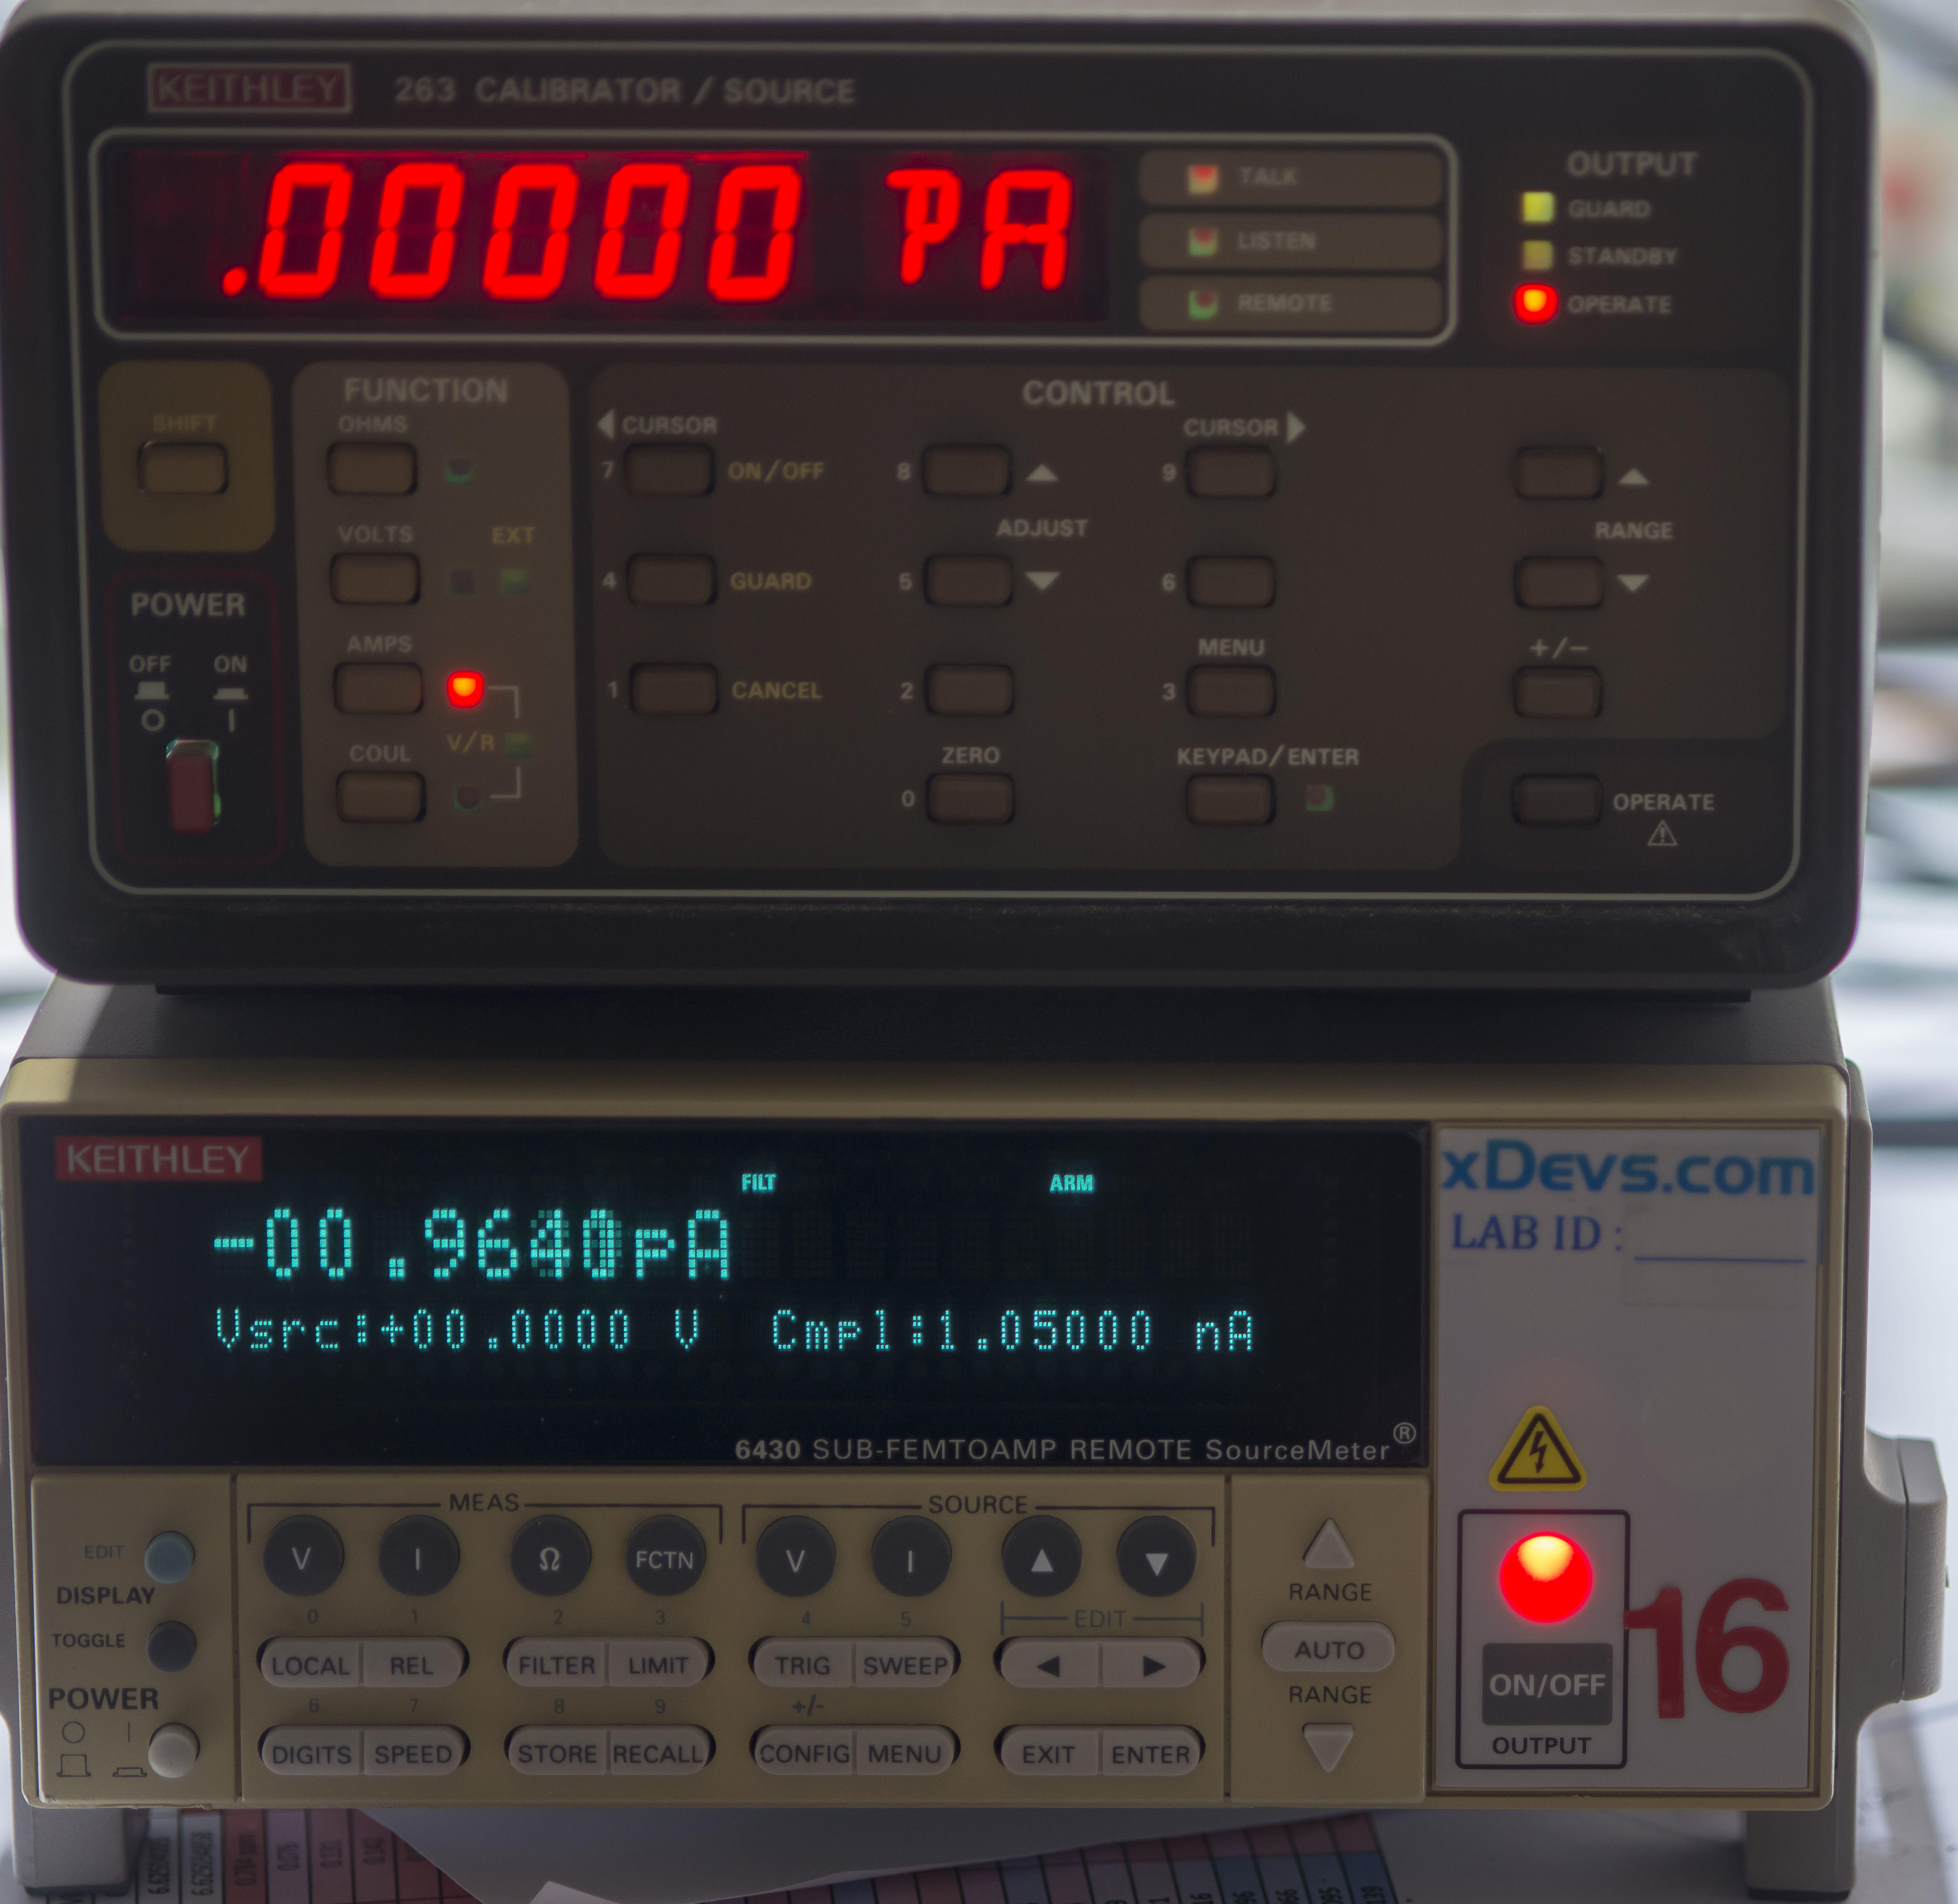 KEITHLEY 263 CALIBRATOR / SOURCE
.00000 PA
TALK
LISTEN
REMOTE
OUTPUT
GUARD
STANDBY
OPERATE
SHIFT
POWER
OFF ON
FUNCTION
OHMS
VOLTS EXT
AMPS
V/R
COUL
CONTROL
◀ CURSOR CURSOR ▶
7 ON/OFF 8 ▲ 9 ▲
ADJUST RANGE
4 GUARD 5 ▼ 6 ▼
MENU +/−
1 CANCEL 2 3
ZERO KEYPAD/ENTER
0 OPERATE
KEITHLEY
FILT ARM
-00.9640pA
Vsrc:+00.0000 V Cmpl:1.05000 nA
6430 SUB-FEMTOAMP REMOTE SourceMeter®
xDevs.com
LAB ID :
EDIT
DISPLAY
TOGGLE
POWER
MEAS SOURCE
V I Ω FCTN V I ▲ ▼
0 1 2 3 4 5 EDIT
LOCAL REL FILTER LIMIT TRIG SWEEP ◀ ▶
6 7 8 9 +/-
DIGITS SPEED STORE RECALL CONFIG MENU EXIT ENTER
RANGE
AUTO
RANGE
ON/OFF
OUTPUT
16